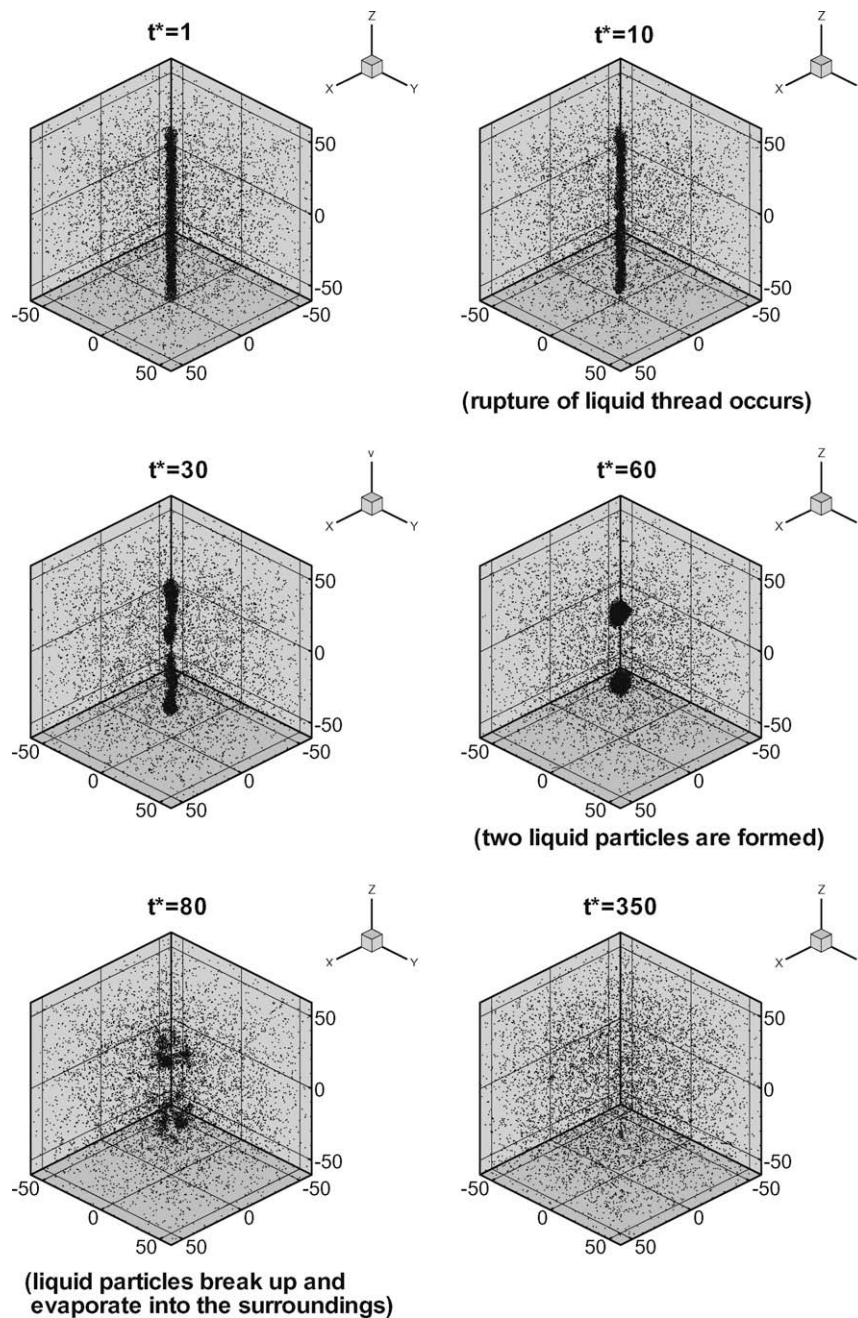 t*=1
Z
X
Y
50
0
-50
-50
0
50
50
0
-50
t*=10
Z
X
50
0
-50
-50
0
50
50
0
-50
(rupture of liquid thread occurs)
t*=30
v
X
Y
50
0
-50
-50
0
50
50
0
-50
t*=60
Z
X
50
0
-50
-50
0
50
50
0
-50
(two liquid particles are formed)
t*=80
Z
X
Y
50
0
-50
-50
0
50
50
0
-50
(liquid particles break up and
evaporate into the surroundings)
t*=350
Z
X
50
0
-50
-50
0
50
50
0
-50